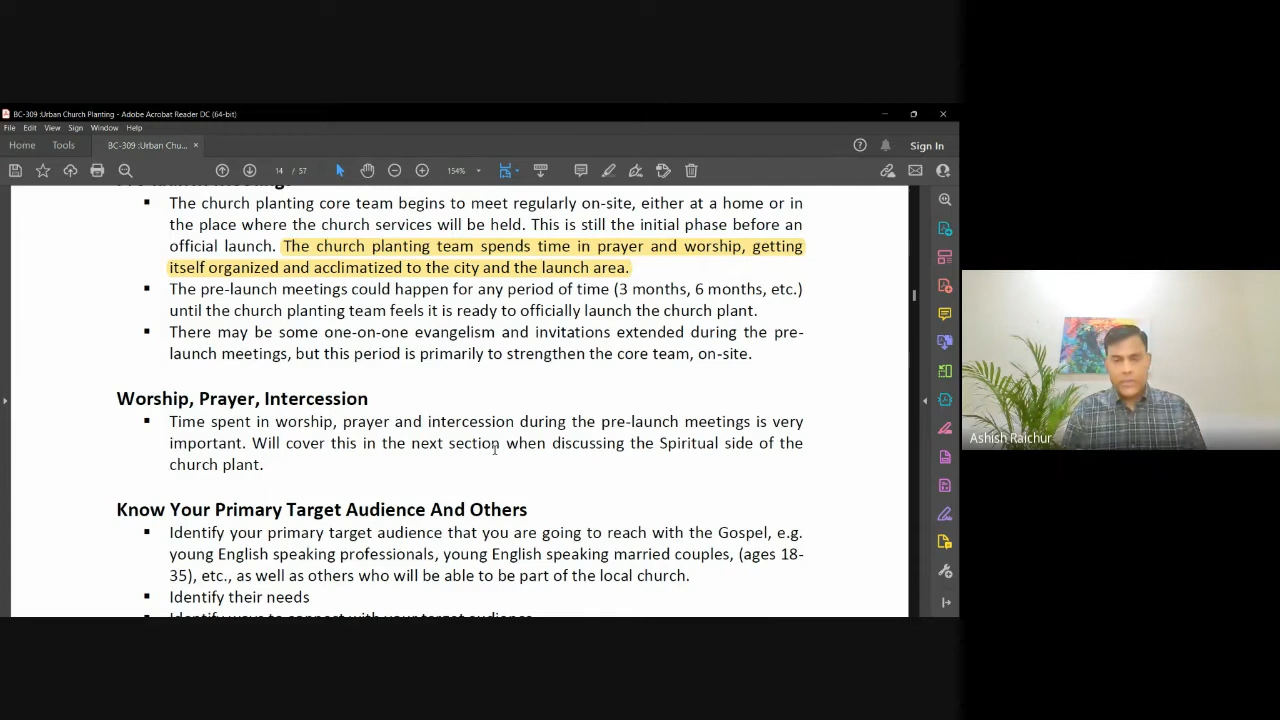 BC-309 :Urban Church Planting - Adobe Acrobat Reader DC (64-bit)
File Edit View Sign Window Help
Home Tools BC-309 :Urban Chu... × Sign In
14 / 57 154%
▪ The church planting core team begins to meet regularly on-site, either at a home or in
the place where the church services will be held. This is still the initial phase before an
official launch. The church planting team spends time in prayer and worship, getting
itself organized and acclimatized to the city and the launch area.
▪ The pre-launch meetings could happen for any period of time (3 months, 6 months, etc.)
until the church planting team feels it is ready to officially launch the church plant.
▪ There may be some one-on-one evangelism and invitations extended during the pre-
launch meetings, but this period is primarily to strengthen the core team, on-site.
Worship, Prayer, Intercession
▪ Time spent in worship, prayer and intercession during the pre-launch meetings is very
important. Will cover this in the next section when discussing the Spiritual side of the
church plant.
Know Your Primary Target Audience And Others
▪ Identify your primary target audience that you are going to reach with the Gospel, e.g.
young English speaking professionals, young English speaking married couples, (ages 18-
35), etc., as well as others who will be able to be part of the local church.
▪ Identify their needs
Identify ways to connect with your target audience
Ashish Raichur